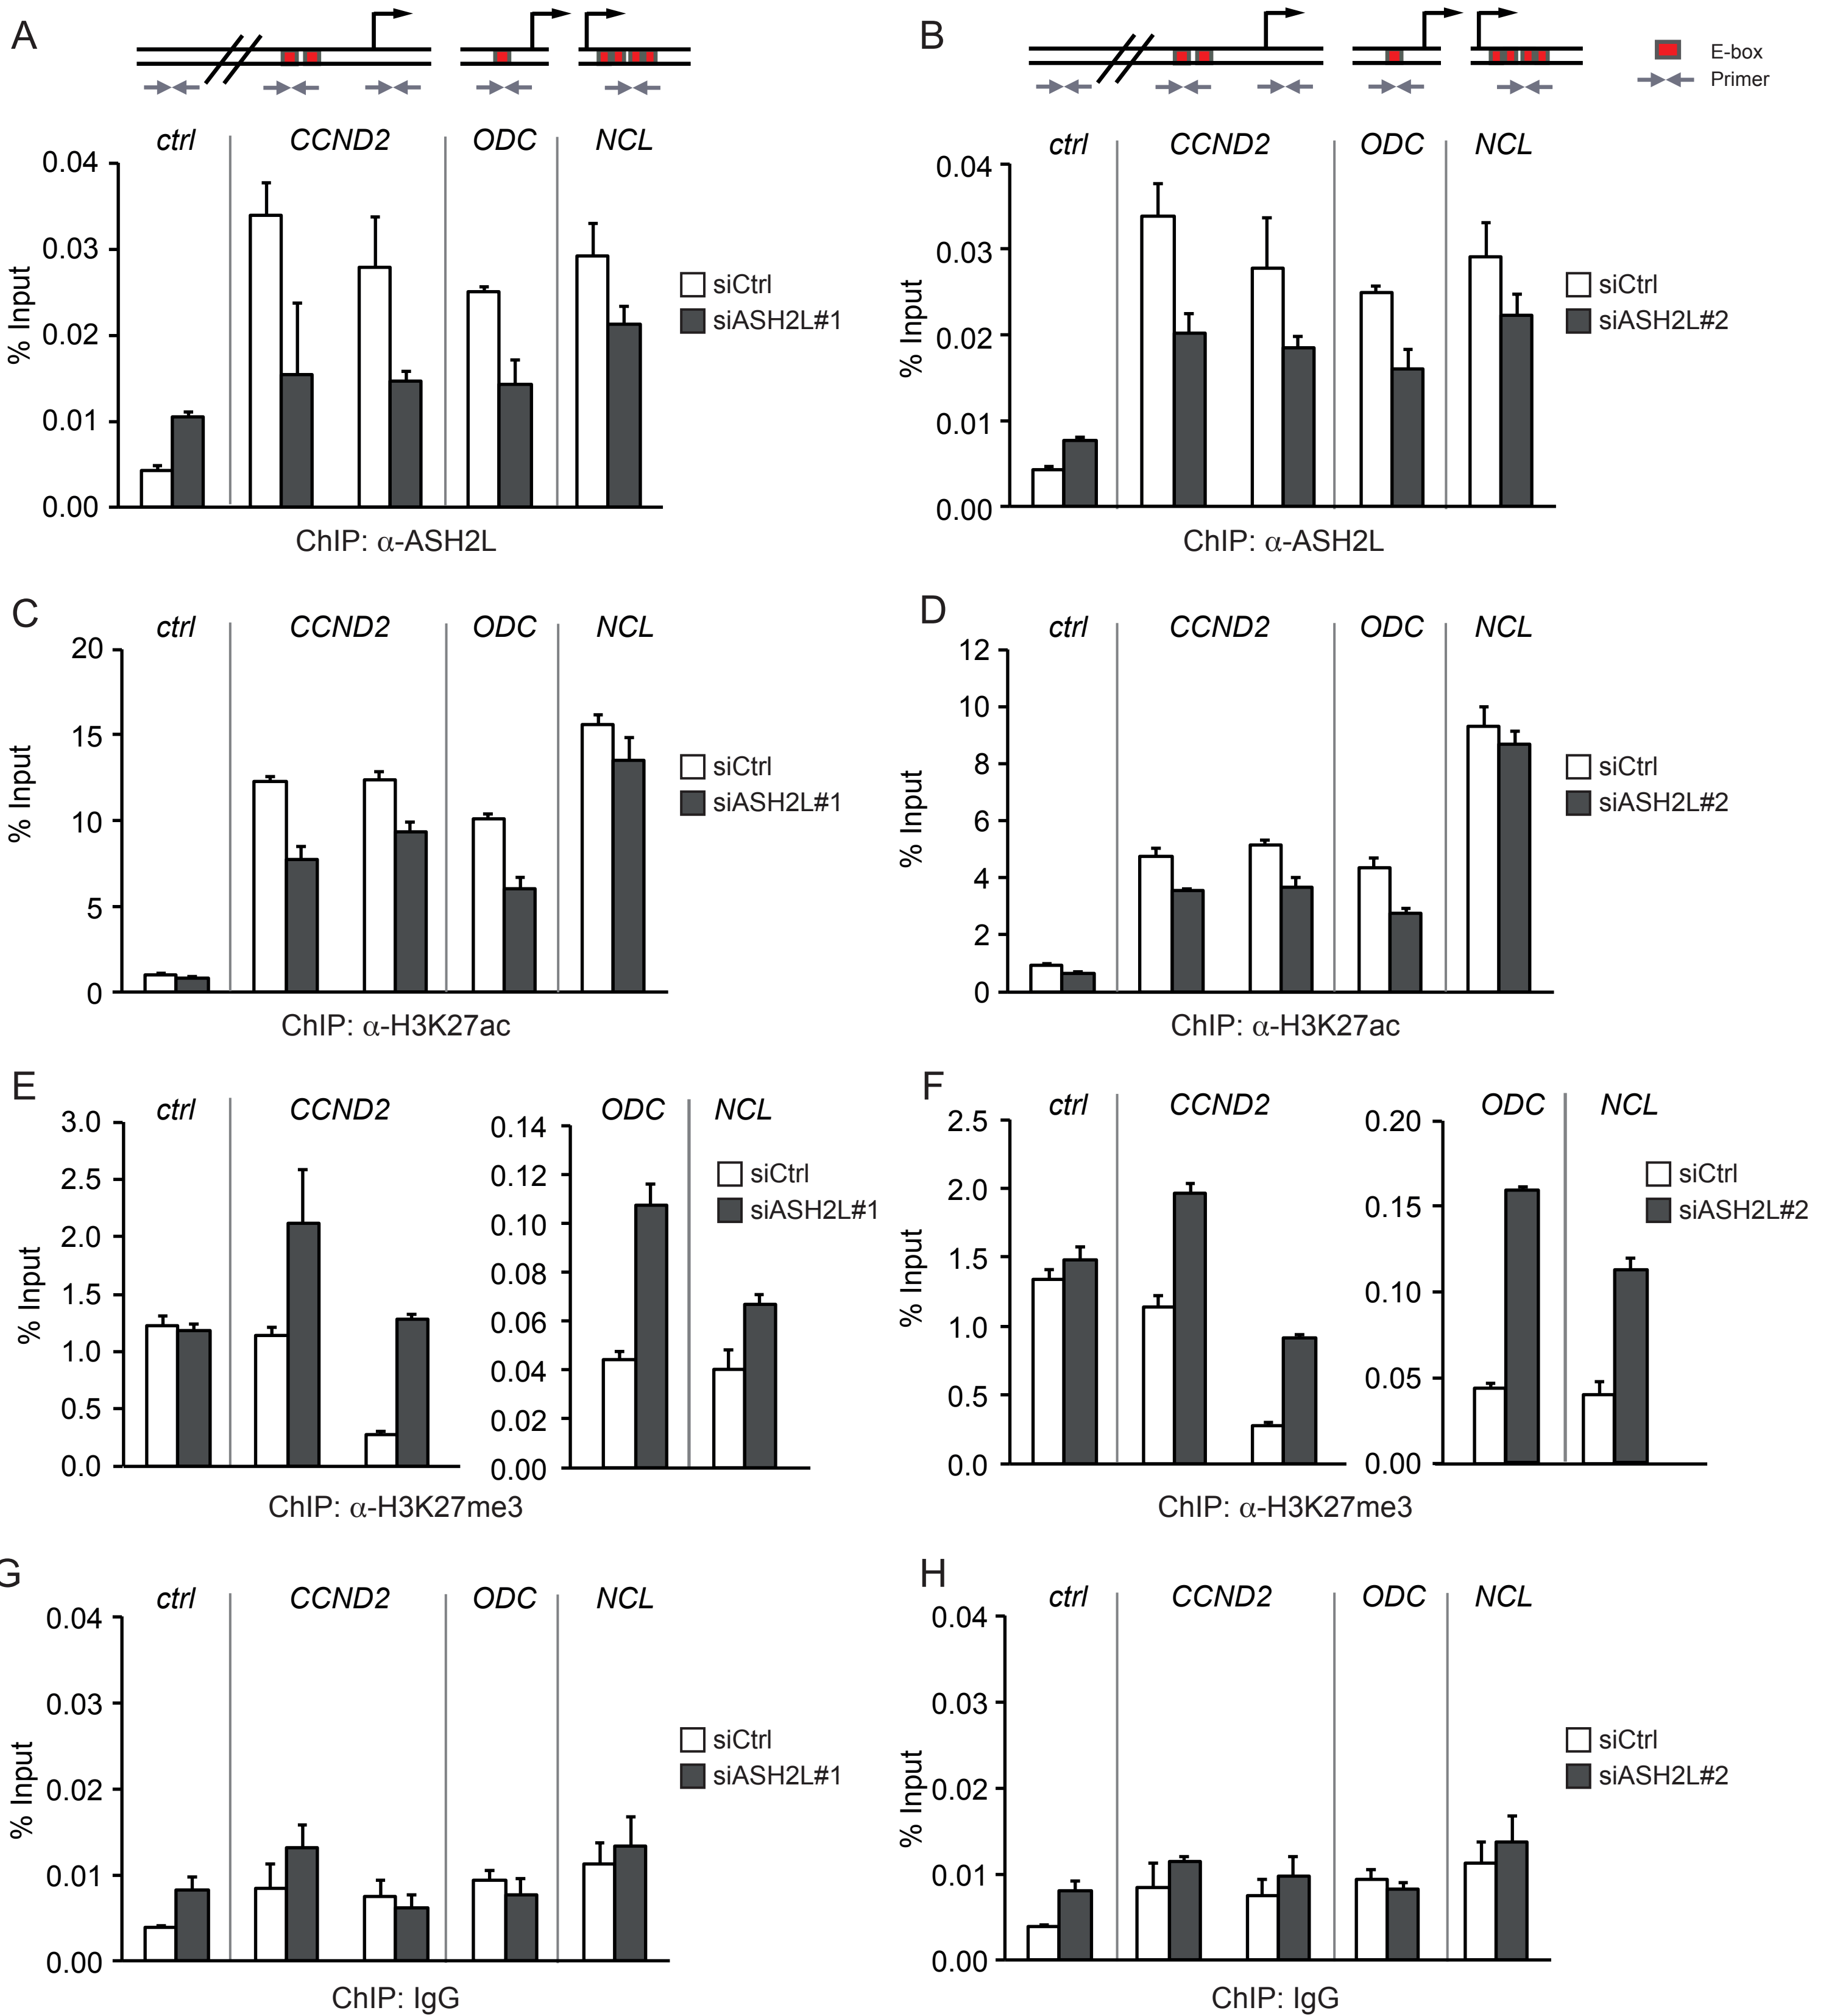 A
B
E-box
Primer
ctrl CCND2 ODC NCL
0.04
0.03
0.02
0.01
0.00
% Input
siCtrl
siASH2L#1
ChIP: α-ASH2L
ctrl CCND2 ODC NCL
0.04
0.03
0.02
0.01
0.00
% Input
siCtrl
siASH2L#2
ChIP: α-ASH2L
C
ctrl CCND2 ODC NCL
20
15
10
5
0
% Input
siCtrl
siASH2L#1
ChIP: α-H3K27ac
D
ctrl CCND2 ODC NCL
12
10
8
6
4
2
0
% Input
siCtrl
siASH2L#2
ChIP: α-H3K27ac
E
ctrl CCND2
3.0
2.5
2.0
1.5
1.0
0.5
0.0
% Input
ODC NCL
0.14
0.12
0.10
0.08
0.06
0.04
0.02
0.00
siCtrl
siASH2L#1
ChIP: α-H3K27me3
F
ctrl CCND2
2.5
2.0
1.5
1.0
0.5
0.0
% Input
ODC NCL
0.20
0.15
0.10
0.05
0.00
siCtrl
siASH2L#2
ChIP: α-H3K27me3
G
ctrl CCND2 ODC NCL
0.04
0.03
0.02
0.01
0.00
% Input
siCtrl
siASH2L#1
ChIP: IgG
H
ctrl CCND2 ODC NCL
0.04
0.03
0.02
0.01
0.00
% Input
siCtrl
siASH2L#2
ChIP: IgG